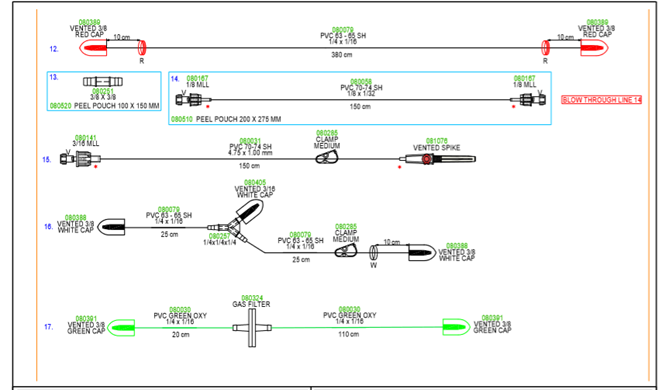 12.
080389
VENTED 3/8
RED CAP
10 cm
R
080079
PVC 63 - 65 SH
1/4 x 1/16
380 cm
10 cm
R
080389
VENTED 3/8
RED CAP
13.
080251
3/8 X 3/8
080520 PEEL POUCH 100 X 150 MM
14.
080167
1/8 MLL
V
080058
PVC 70-74 SH
1/8 x 1/32
150 cm
080167
1/8 MLL
V
080510 PEEL POUCH 200 X 275 MM
BLOW THROUGH LINE 14
15.
080141
3/16 MLL
V
080031
PVC 70-74 SH
4.75 x 1.00 mm
150 cm
080285
CLAMP
MEDIUM
081076
VENTED SPIKE
16.
080388
VENTED 3/8
WHITE CAP
080079
PVC 63 - 65 SH
1/4 x 1/16
25 cm
080405
VENTED 3/16
WHITE CAP
080257
1/4x1/4x1/4
080079
PVC 63 - 65 SH
1/4 x 1/16
25 cm
080285
CLAMP
MEDIUM
10 cm
W
080388
VENTED 3/8
WHITE CAP
17.
080391
VENTED 3/8
GREEN CAP
080030
PVC GREEN OXY
1/4 x 1/16
20 cm
080324
GAS FILTER
080030
PVC GREEN OXY
1/4 x 1/16
110 cm
080391
VENTED 3/8
GREEN CAP